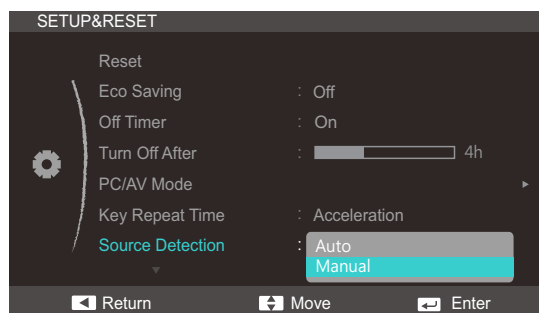 SETUP&RESET
Reset
Eco Saving : Off
Off Timer : On
Turn Off After : 4h
PC/AV Mode
Key Repeat Time : Acceleration
Source Detection : Auto
Manual
Return Move Enter